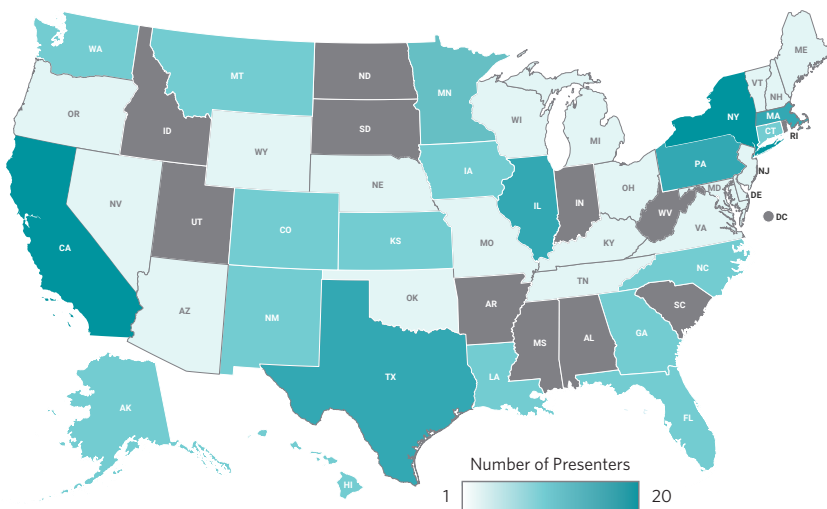 WA
MT
ND
MN
ME
VT
NH
OR
ID
SD
WI
MI
NY
MA
CT
RI
WY
IA
NE
PA
NJ
NV
UT
CO
IL
IN
OH
MD
DE
WV
DC
CA
KS
MO
KY
VA
AZ
NM
OK
TN
NC
AR
SC
MS
AL
GA
TX
LA
AK
FL
HI
Number of Presenters
1 20